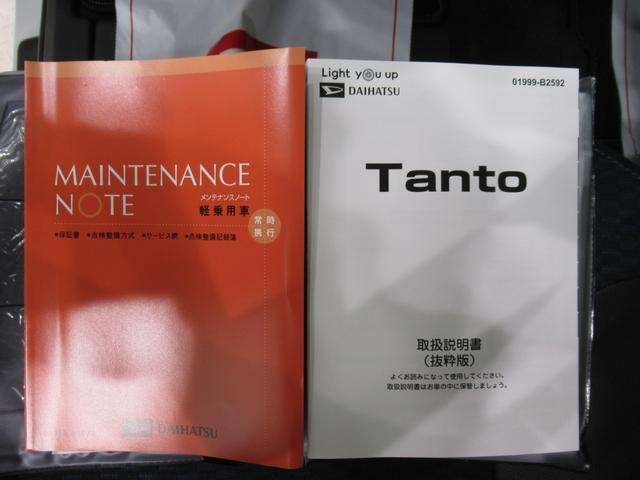 MAINTENANCE
NOTE
メンテナンスノート
軽乗用車
常時
携行
●保証書 ●点検整備方式 ●サービス網 ●点検整備記録簿
DAIHATSU
Light you up
DAIHATSU
01999-B2592
Tanto
取扱説明書
（抜粋版）
よくお読みになって使用してください。
取扱説明書はお車の中に保管しましょう。